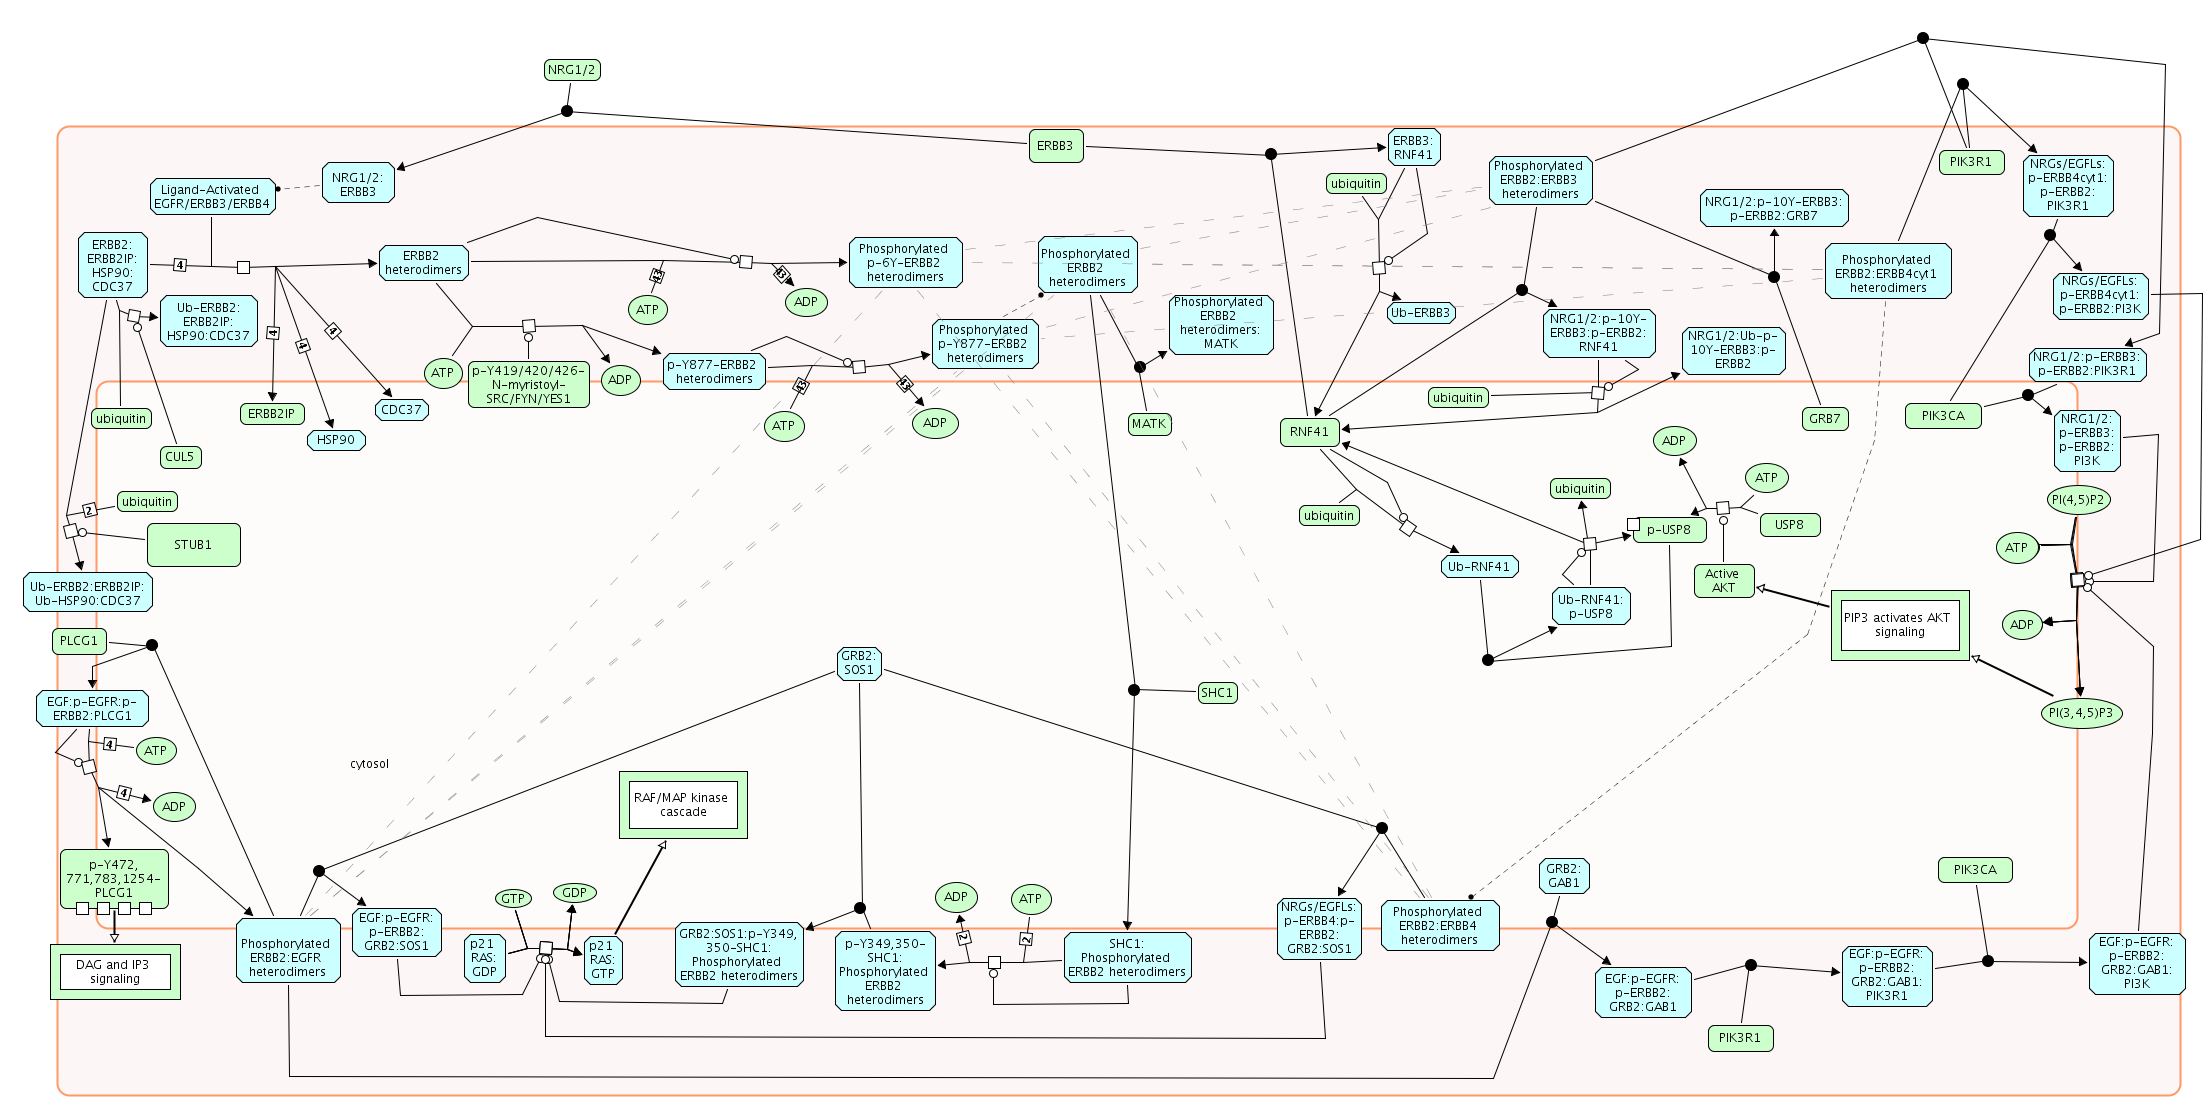 NRG1/2
ERBB3
ERBB3:
RNF41
ubiquitin
Phosphorylated
ERBB2:ERBB3
heterodimers
PIK3R1
NRGs/EGFLs:
p-ERBB4cyt1:
p-ERBB2:
PIK3R1
NRG1/2:
ERBB3
Ligand-Activated
EGFR/ERBB3/ERBB4
NRG1/2:p-10Y-ERBB3:
p-ERBB2:GRB7
ERBB2:
ERBB2IP:
HSP90:
CDC37
4
ERBB2
heterodimers
Phosphorylated
p-6Y-ERBB2
heterodimers
Phosphorylated
ERBB2
heterodimers
Phosphorylated
ERBB2:ERBB4cyt1
heterodimers
43
43
ATP
ADP
NRGs/EGFLs:
p-ERBB4cyt1:
p-ERBB2:PI3K
Ub-ERBB2:
ERBB2IP:
HSP90:CDC37
4
4
4
Phosphorylated
ERBB2
heterodimers:
MATK
Ub-ERBB3
NRG1/2:p-10Y-
ERBB3:p-ERBB2:
RNF41
NRG1/2:Ub-p-
10Y-ERBB3:p-
ERBB2
Phosphorylated
p-Y877-ERBB2
heterodimers
NRG1/2:p-ERBB3:
p-ERBB2:PIK3R1
ATP
p-Y419/420/426-
N-myristoyl-
SRC/FYN/YES1
ADP
p-Y877-ERBB2
heterodimers
43
43
ATP
ADP
ubiquitin
CUL5
ERBB2IP
HSP90
CDC37
MATK
RNF41
ubiquitin
GRB7
PIK3CA
NRG1/2:
p-ERBB3:
p-ERBB2:
PI3K
ADP
ATP
ubiquitin
2
ubiquitin
ubiquitin
p-USP8
USP8
PI(4,5)P2
STUB1
ATP
Ub-RNF41
Active
AKT
Ub-ERBB2:ERBB2IP:
Ub-HSP90:CDC37
Ub-RNF41:
p-USP8
PIP3 activates AKT
signaling
ADP
PLCG1
GRB2:
SOS1
SHC1
EGF:p-EGFR:p-
ERBB2:PLCG1
PI(3,4,5)P3
4
ATP
cytosol
4
ADP
RAF/MAP kinase
cascade
p-Y472,
771,783,1254-
PLCG1
GTP
GDP
ADP
ATP
GRB2:
GAB1
PIK3CA
EGF:p-EGFR:
p-ERBB2:
GRB2:SOS1
p21
RAS:
GDP
p21
RAS:
GTP
GRB2:SOS1:p-Y349,
350-SHC1:
Phosphorylated
ERBB2 heterodimers
p-Y349,350-
SHC1:
Phosphorylated
ERBB2
heterodimers
2
2
SHC1:
Phosphorylated
ERBB2 heterodimers
NRGs/EGFLs:
p-ERBB4:p-
ERBB2:
GRB2:SOS1
Phosphorylated
ERBB2:ERBB4
heterodimers
Phosphorylated
ERBB2:EGFR
heterodimers
DAG and IP3
signaling
EGF:p-EGFR:
p-ERBB2:
GRB2:GAB1
PIK3R1
EGF:p-EGFR:
p-ERBB2:
GRB2:GAB1:
PIK3R1
EGF:p-EGFR:
p-ERBB2:
GRB2:GAB1:
PI3K